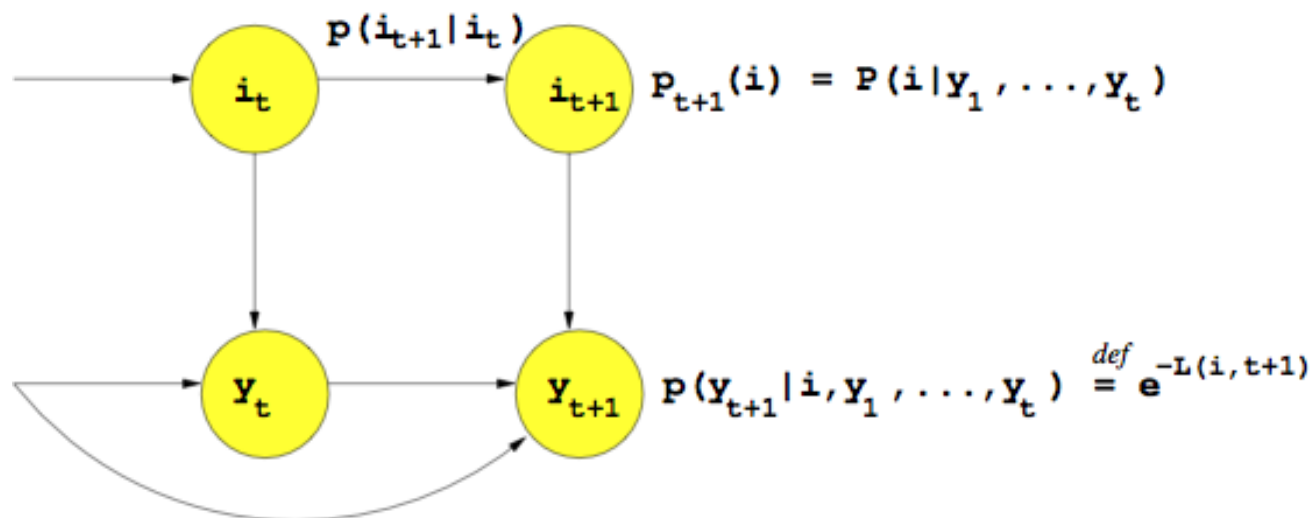 p(i_{t+1}|i_t)
i_t
i_{t+1}
p_{t+1}(i) = P(i|y_1,...,y_t)
y_t
y_{t+1}
p(y_{t+1}|i,y_1,...,y_t) \overset{def}{=} e^{-L(i,t+1)}